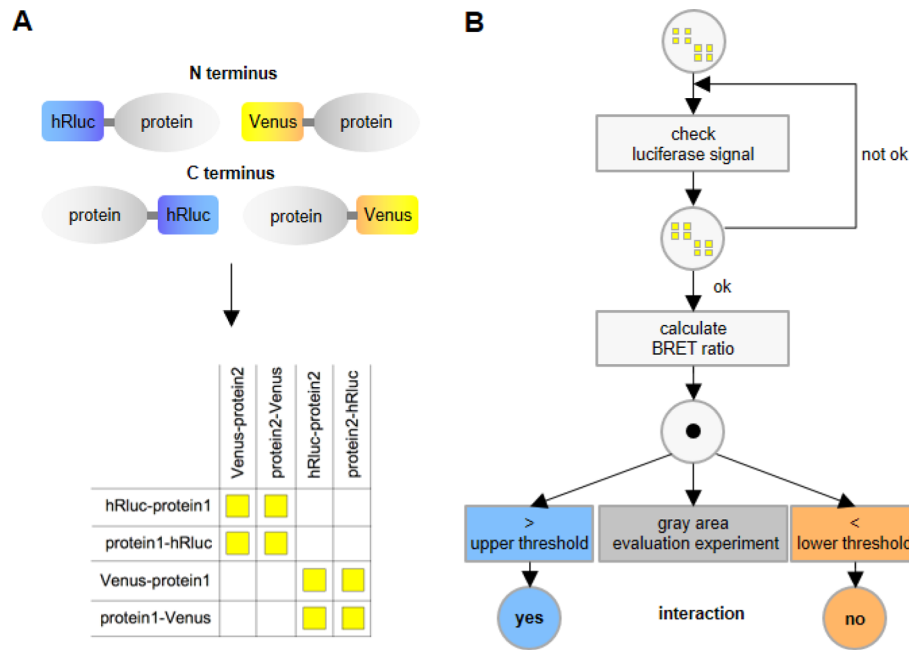 A
N terminus
hRluc
protein
Venus
protein
C terminus
protein
hRluc
protein
Venus
Venus-protein2
protein2-Venus
hRluc-protein2
protein2-hRluc
hRluc-protein1
protein1-hRluc
Venus-protein1
protein1-Venus
B
check
luciferase signal
not ok
ok
calculate
BRET ratio
>
upper threshold
gray area
evaluation experiment
<
lower threshold
yes
interaction
no